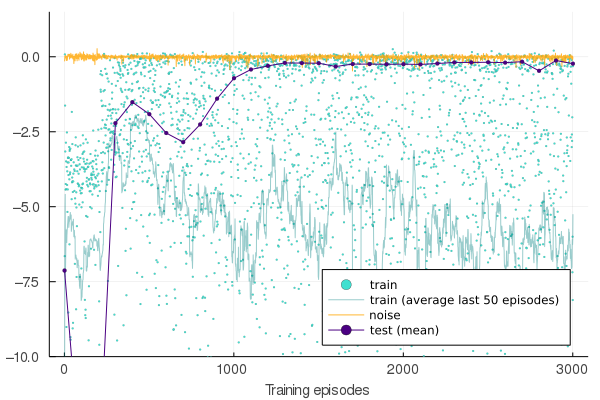 0.0
−2.5
−5.0
−7.5
−10.0
train
train (average last 50 episodes)
noise
test (mean)
0 1000 2000 3000
Training episodes